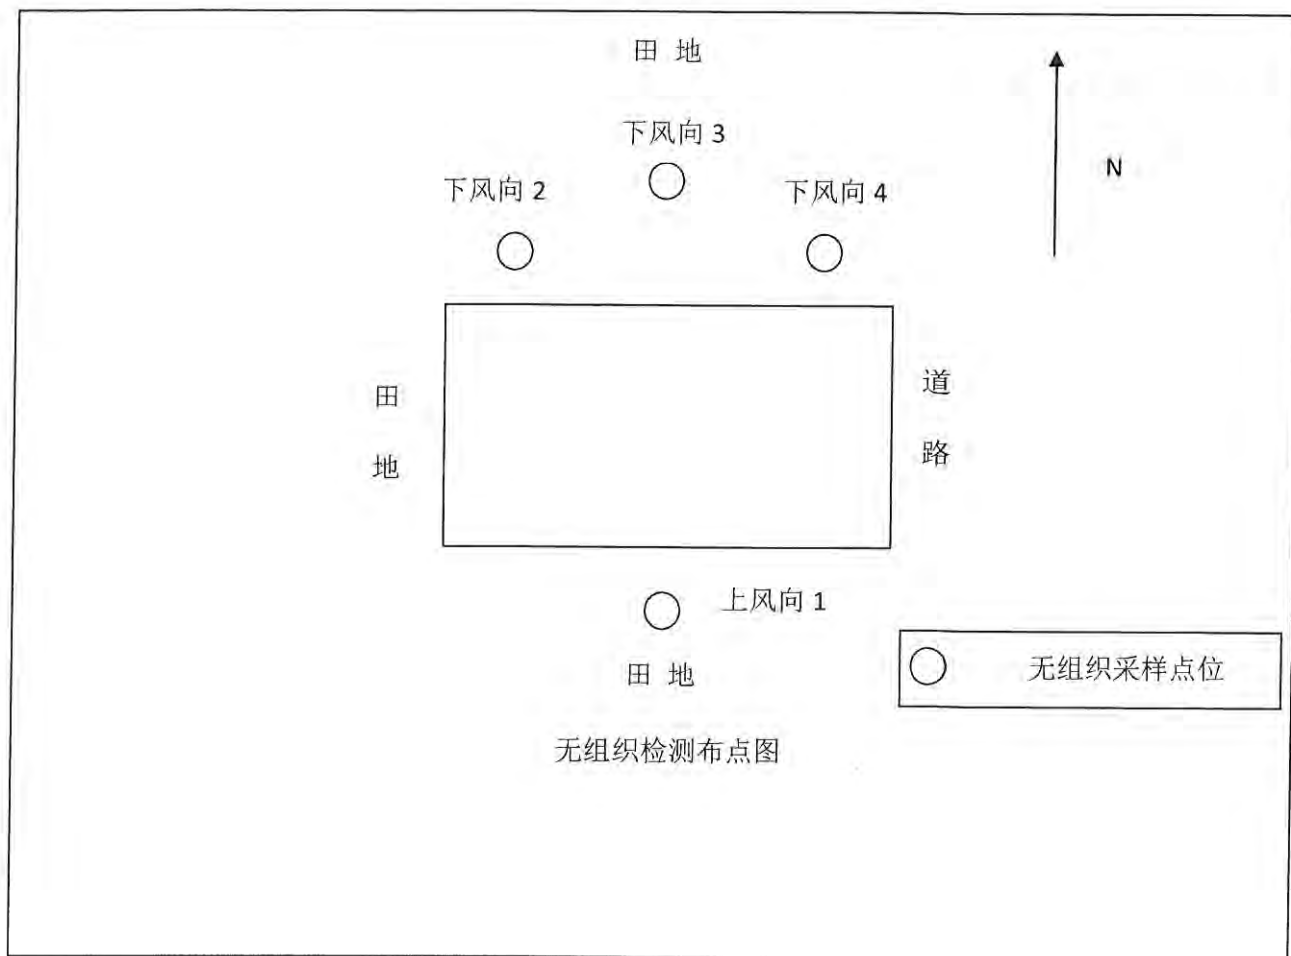 田 地
下风向 3
N
下风向 2
下风向 4
田
地
道
路
上风向 1
田 地
无组织采样点位
无组织检测布点图